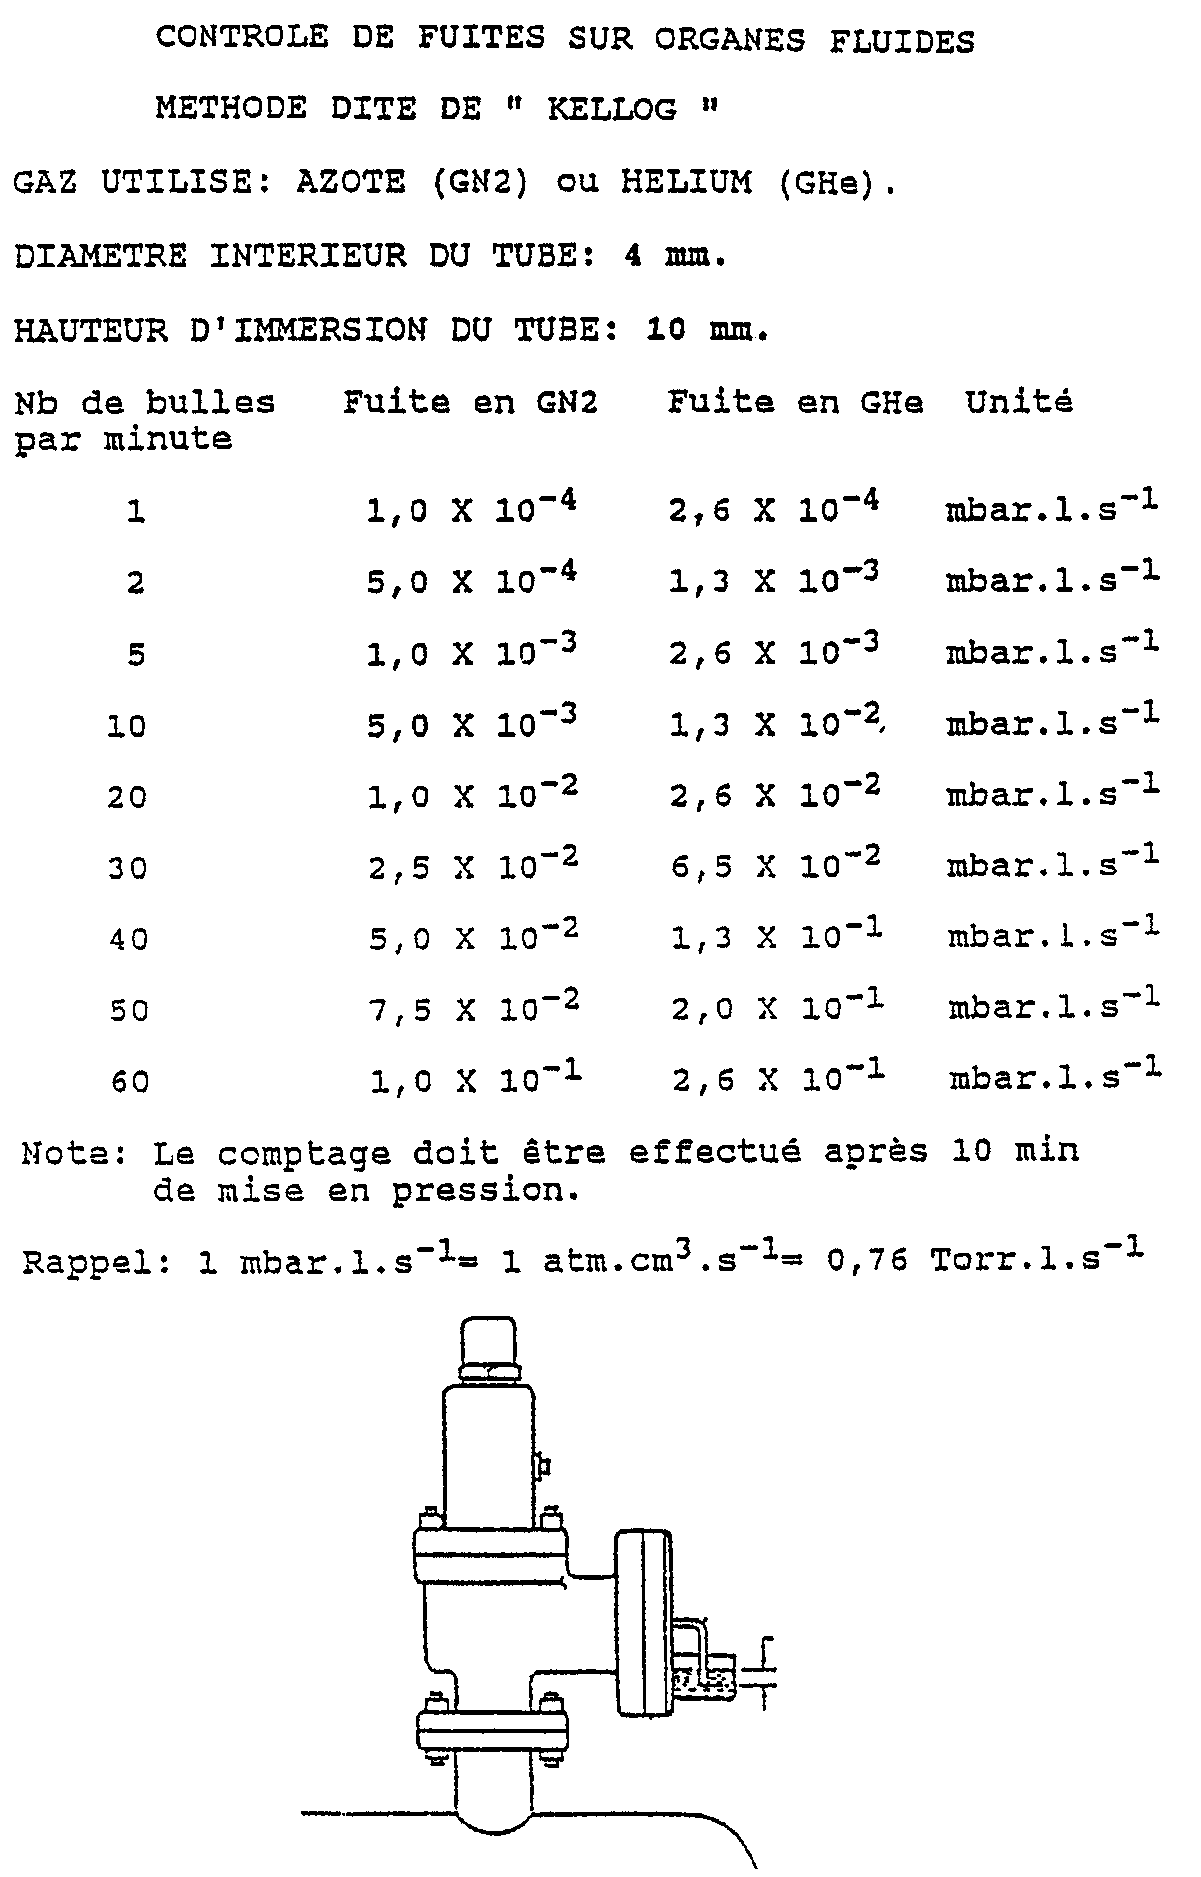 CONTROLE DE FUITES SUR ORGANES FLUIDES
METHODE DITE DE " KELLOG "
GAZ UTILISE: AZOTE (GN2) ou HELIUM (GHe).
DIAMETRE INTERIEUR DU TUBE: 4 mm.
HAUTEUR D'IMMERSION DU TUBE: 10 mm.
Nb de bulles Fuite en GN2 Fuite en GHe Unité
par minute
1 1,0 X 10⁻⁴ 2,6 X 10⁻⁴ mbar.l.s⁻¹
2 5,0 X 10⁻⁴ 1,3 X 10⁻³ mbar.l.s⁻¹
5 1,0 X 10⁻³ 2,6 X 10⁻³ mbar.l.s⁻¹
10 5,0 X 10⁻³ 1,3 X 10⁻² mbar.l.s⁻¹
20 1,0 X 10⁻² 2,6 X 10⁻² mbar.l.s⁻¹
30 2,5 X 10⁻² 6,5 X 10⁻² mbar.l.s⁻¹
40 5,0 X 10⁻² 1,3 X 10⁻¹ mbar.l.s⁻¹
50 7,5 X 10⁻² 2,0 X 10⁻¹ mbar.l.s⁻¹
60 1,0 X 10⁻¹ 2,6 X 10⁻¹ mbar.l.s⁻¹
Nota: Le comptage doit être effectué après 10 min
de mise en pression.
Rappel: 1 mbar.l.s⁻¹= 1 atm.cm³.s⁻¹= 0,76 Torr.l.s⁻¹